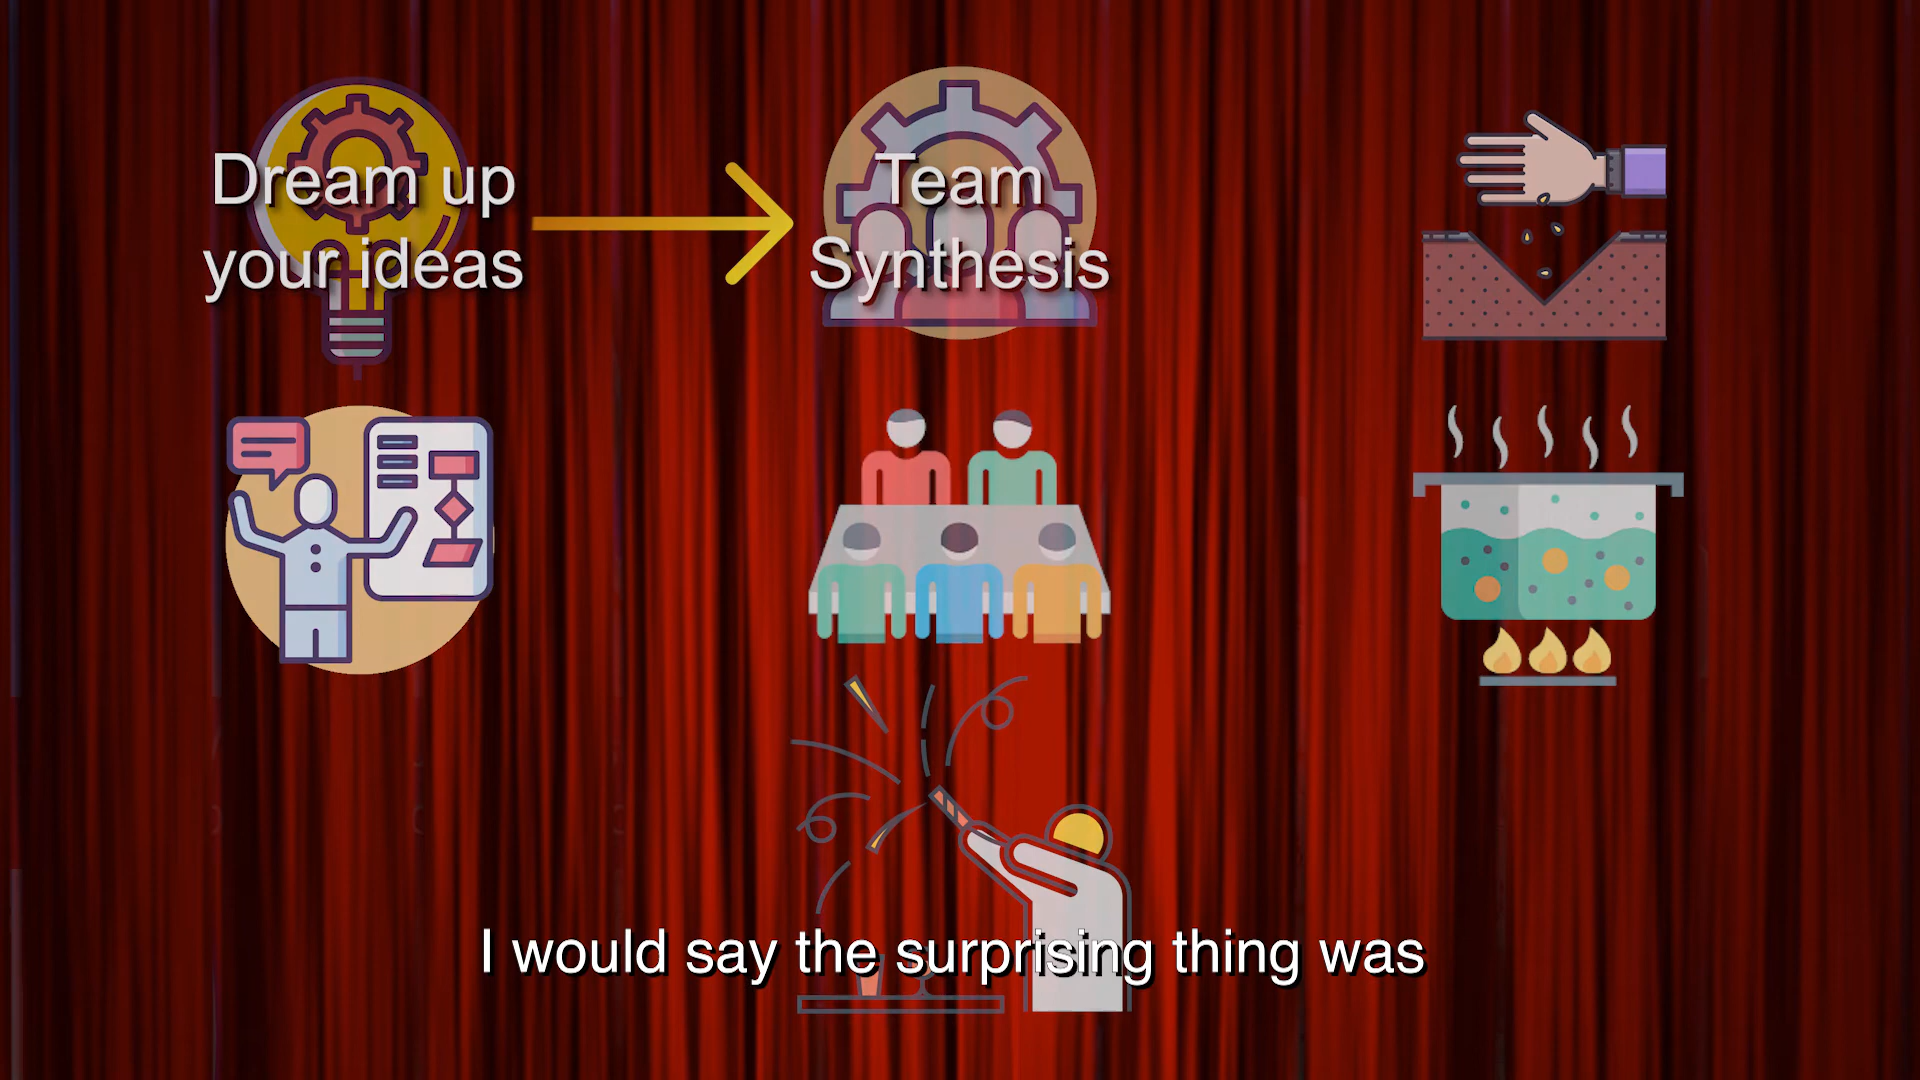 Dream up
your ideas
Team
Synthesis
I would say the surprising thing was